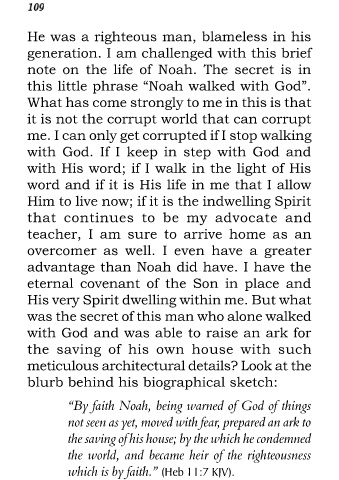 109
He was a righteous man, blameless in his
generation. I am challenged with this brief
note on the life of Noah. The secret is in
this little phrase “Noah walked with God”.
What has come strongly to me in this is that
it is not the corrupt world that can corrupt
me. I can only get corrupted if I stop walking
with God. If I keep in step with God and
with His word; if I walk in the light of His
word and if it is His life in me that I allow
Him to live now; if it is the indwelling Spirit
that continues to be my advocate and
teacher, I am sure to arrive home as an
overcomer as well. I even have a greater
advantage than Noah did have. I have the
eternal covenant of the Son in place and
His very Spirit dwelling within me. But what
was the secret of this man who alone walked
with God and was able to raise an ark for
the saving of his own house with such
meticulous architectural details? Look at the
blurb behind his biographical sketch:
“By faith Noah, being warned of God of things
not seen as yet, moved with fear, prepared an ark to
the saving of his house; by the which he condemned
the world, and became heir of the righteousness
which is by faith.” (Heb 11:7 KJV).